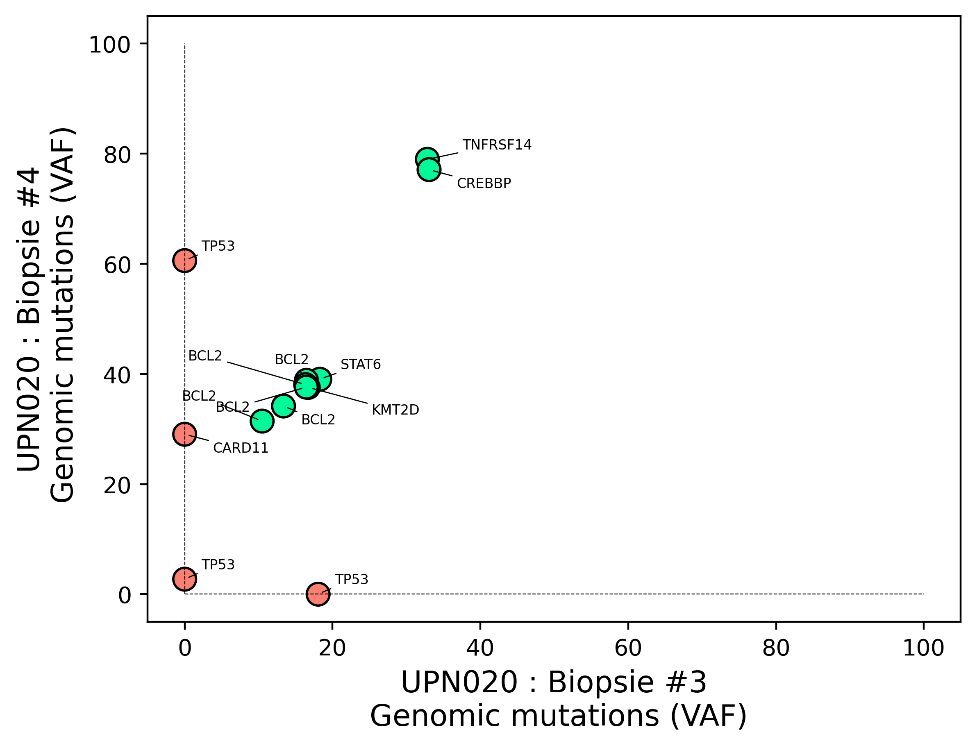 UPN020 : Biopsie #4
Genomic mutations (VAF)
100
80
60
40
20
0
TNFRSF14
CREBBP
TP53
BCL2
BCL2
STAT6
BCL2
BCL2
KMT2D
BCL2
CARD11
TP53
TP53
0
20
40
60
80
100
UPN020 : Biopsie #3
Genomic mutations (VAF)